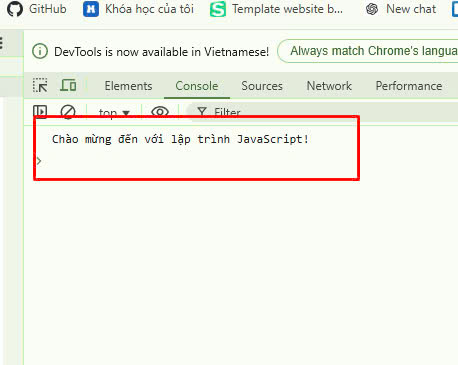 GitHub Khóa học của tôi Template website b... New chat
DevTools is now available in Vietnamese! Always match Chrome's langua
Elements Console Sources Network Performance
top ▾ Filter
Chào mừng đến với lập trình JavaScript!